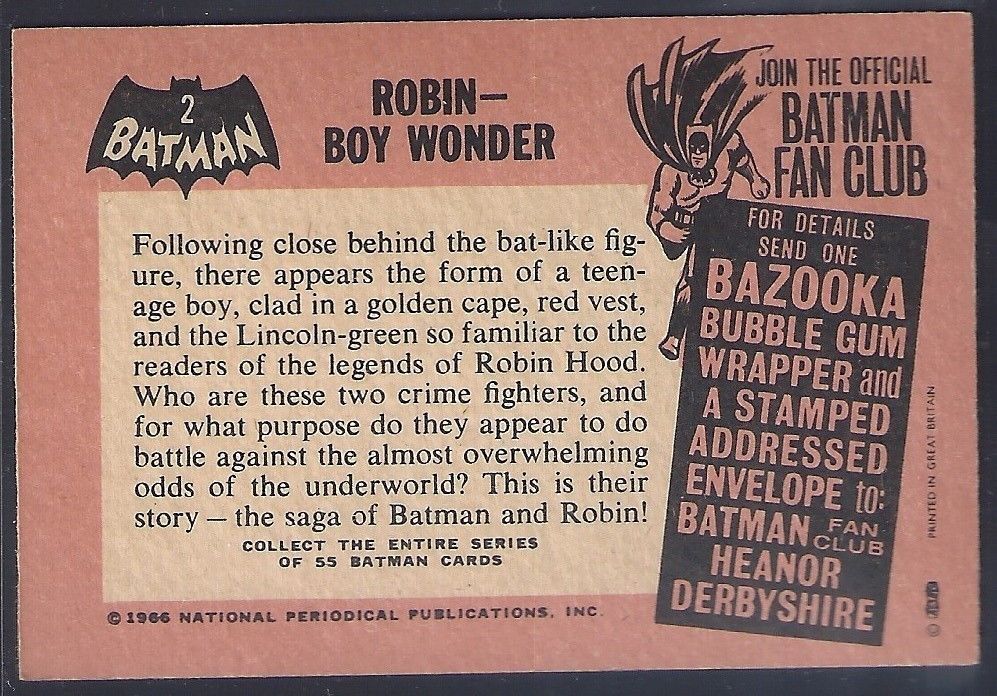 2
BATMAN
ROBIN—
BOY WONDER
Following close behind the bat-like fig-
ure, there appears the form of a teen-
age boy, clad in a golden cape, red vest,
and the Lincoln-green so familiar to the
readers of the legends of Robin Hood.
Who are these two crime fighters, and
for what purpose do they appear to do
battle against the almost overwhelming
odds of the underworld? This is their
story – the saga of Batman and Robin!
COLLECT THE ENTIRE SERIES
OF 55 BATMAN CARDS
© 1966 NATIONAL PERIODICAL PUBLICATIONS, INC.
JOIN THE OFFICIAL
BATMAN
FAN CLUB
FOR DETAILS
SEND ONE
BAZOOKA
BUBBLE GUM
WRAPPER and
A STAMPED
ADDRESSED
ENVELOPE to:
BATMAN FAN CLUB
HEANOR
DERBYSHIRE
PRINTED IN GREAT BRITAIN
©